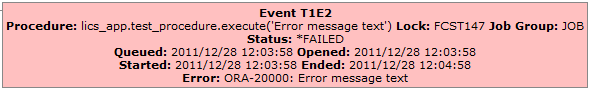 Event T1E2
Procedure: lics_app.test_procedure.execute('Error message text') Lock: FCST147 Job Group: JOB
Status: *FAILED
Queued: 2011/12/28 12:03:58 Opened: 2011/12/28 12:03:58
Started: 2011/12/28 12:03:58 Ended: 2011/12/28 12:04:58
Error: ORA-20000: Error message text